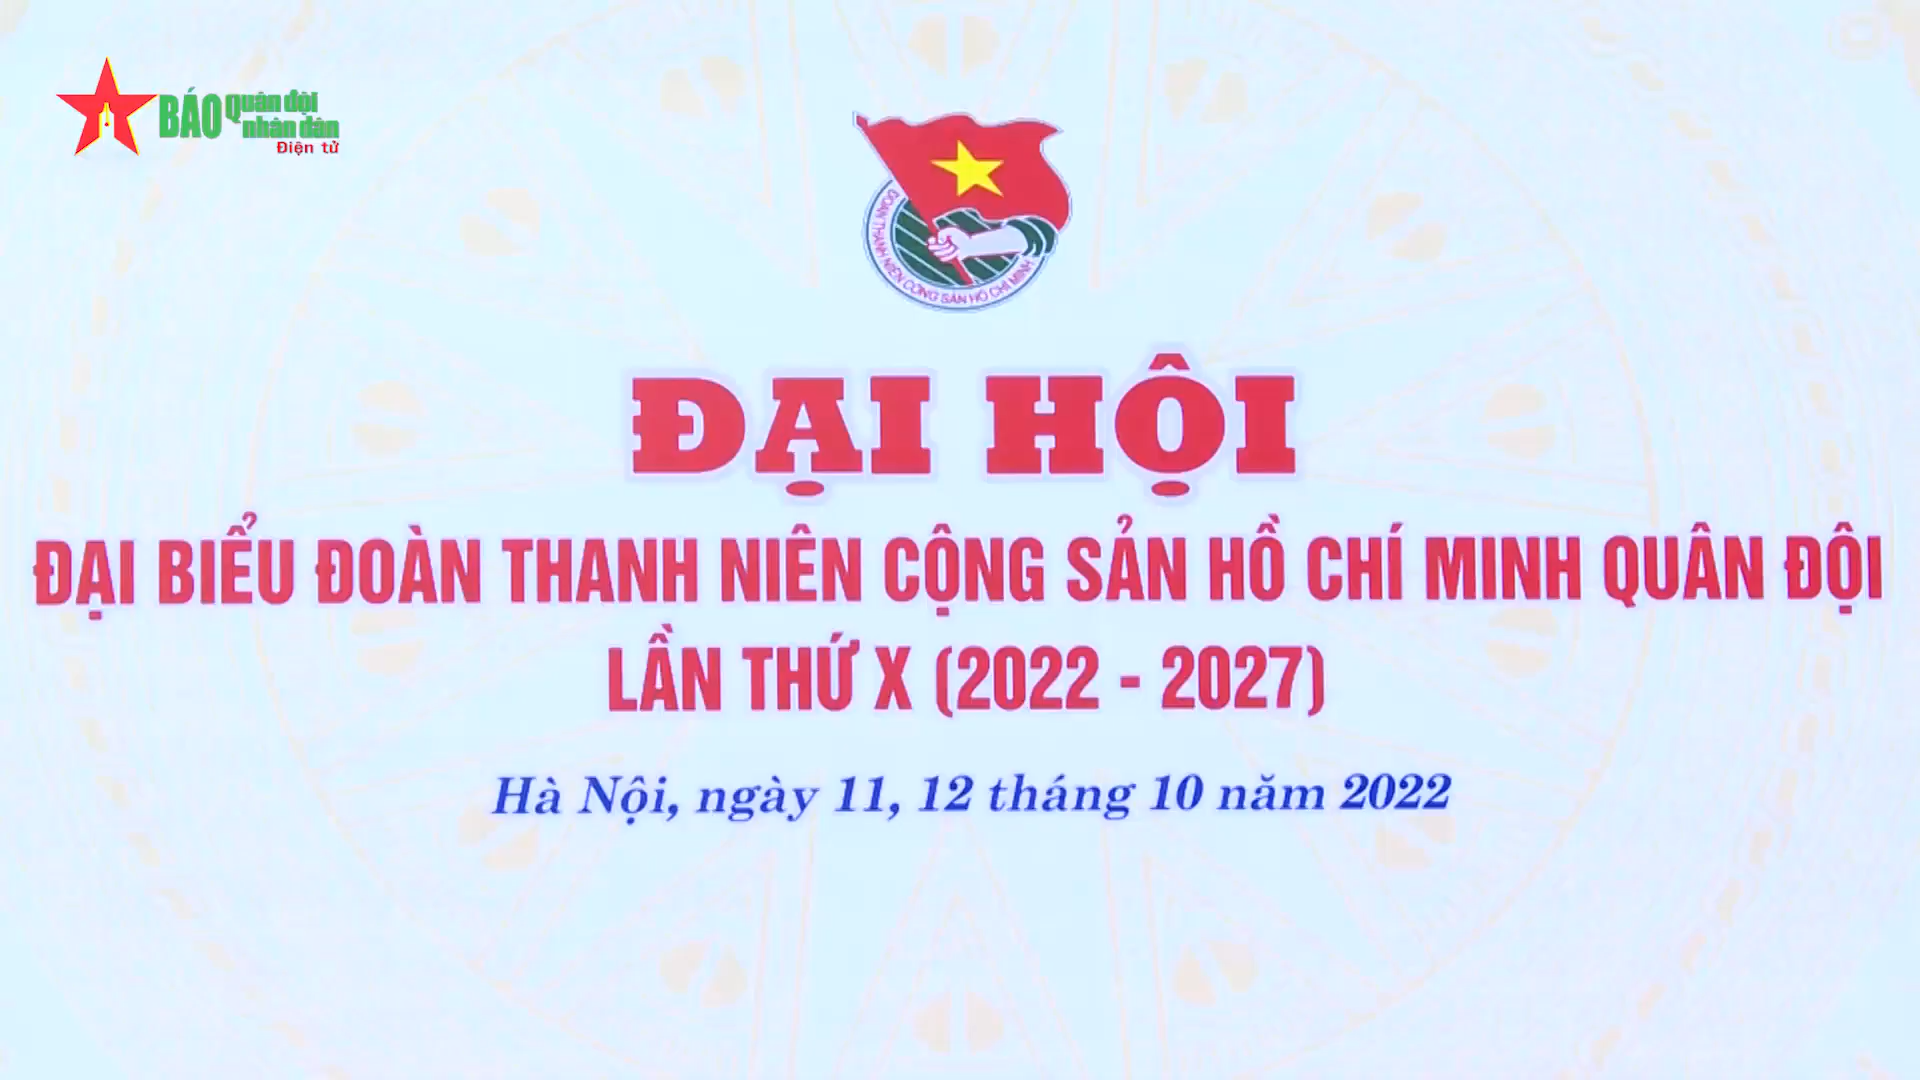 BÁO Quân đội
nhân dân
Điện tử
ĐOÀN THANH NIÊN CỘNG SẢN HỒ CHÍ MINH
ĐẠI HỘI
ĐẠI BIỂU ĐOÀN THANH NIÊN CỘNG SẢN HỒ CHÍ MINH QUÂN ĐỘI
LẦN THỨ X (2022 - 2027)
Hà Nội, ngày 11, 12 tháng 10 năm 2022